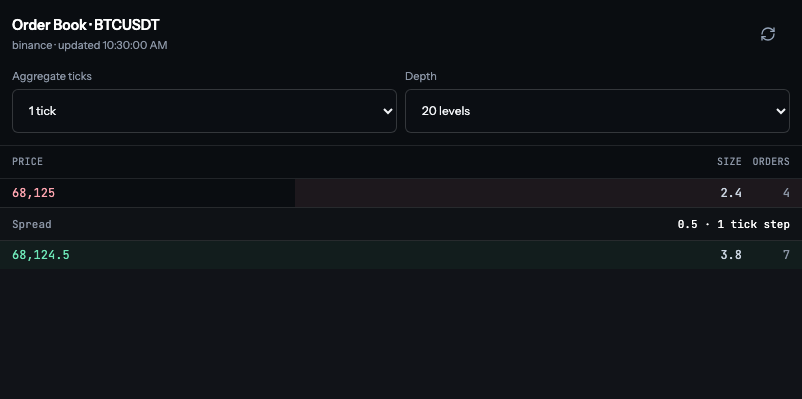 Order Book · BTCUSDT
binance · updated 10:30:00 AM
Aggregate ticks Depth
1 tick 20 levels
PRICE SIZE ORDERS
68,125 2.4 4
Spread 0.5 · 1 tick step
68,124.5 3.8 7